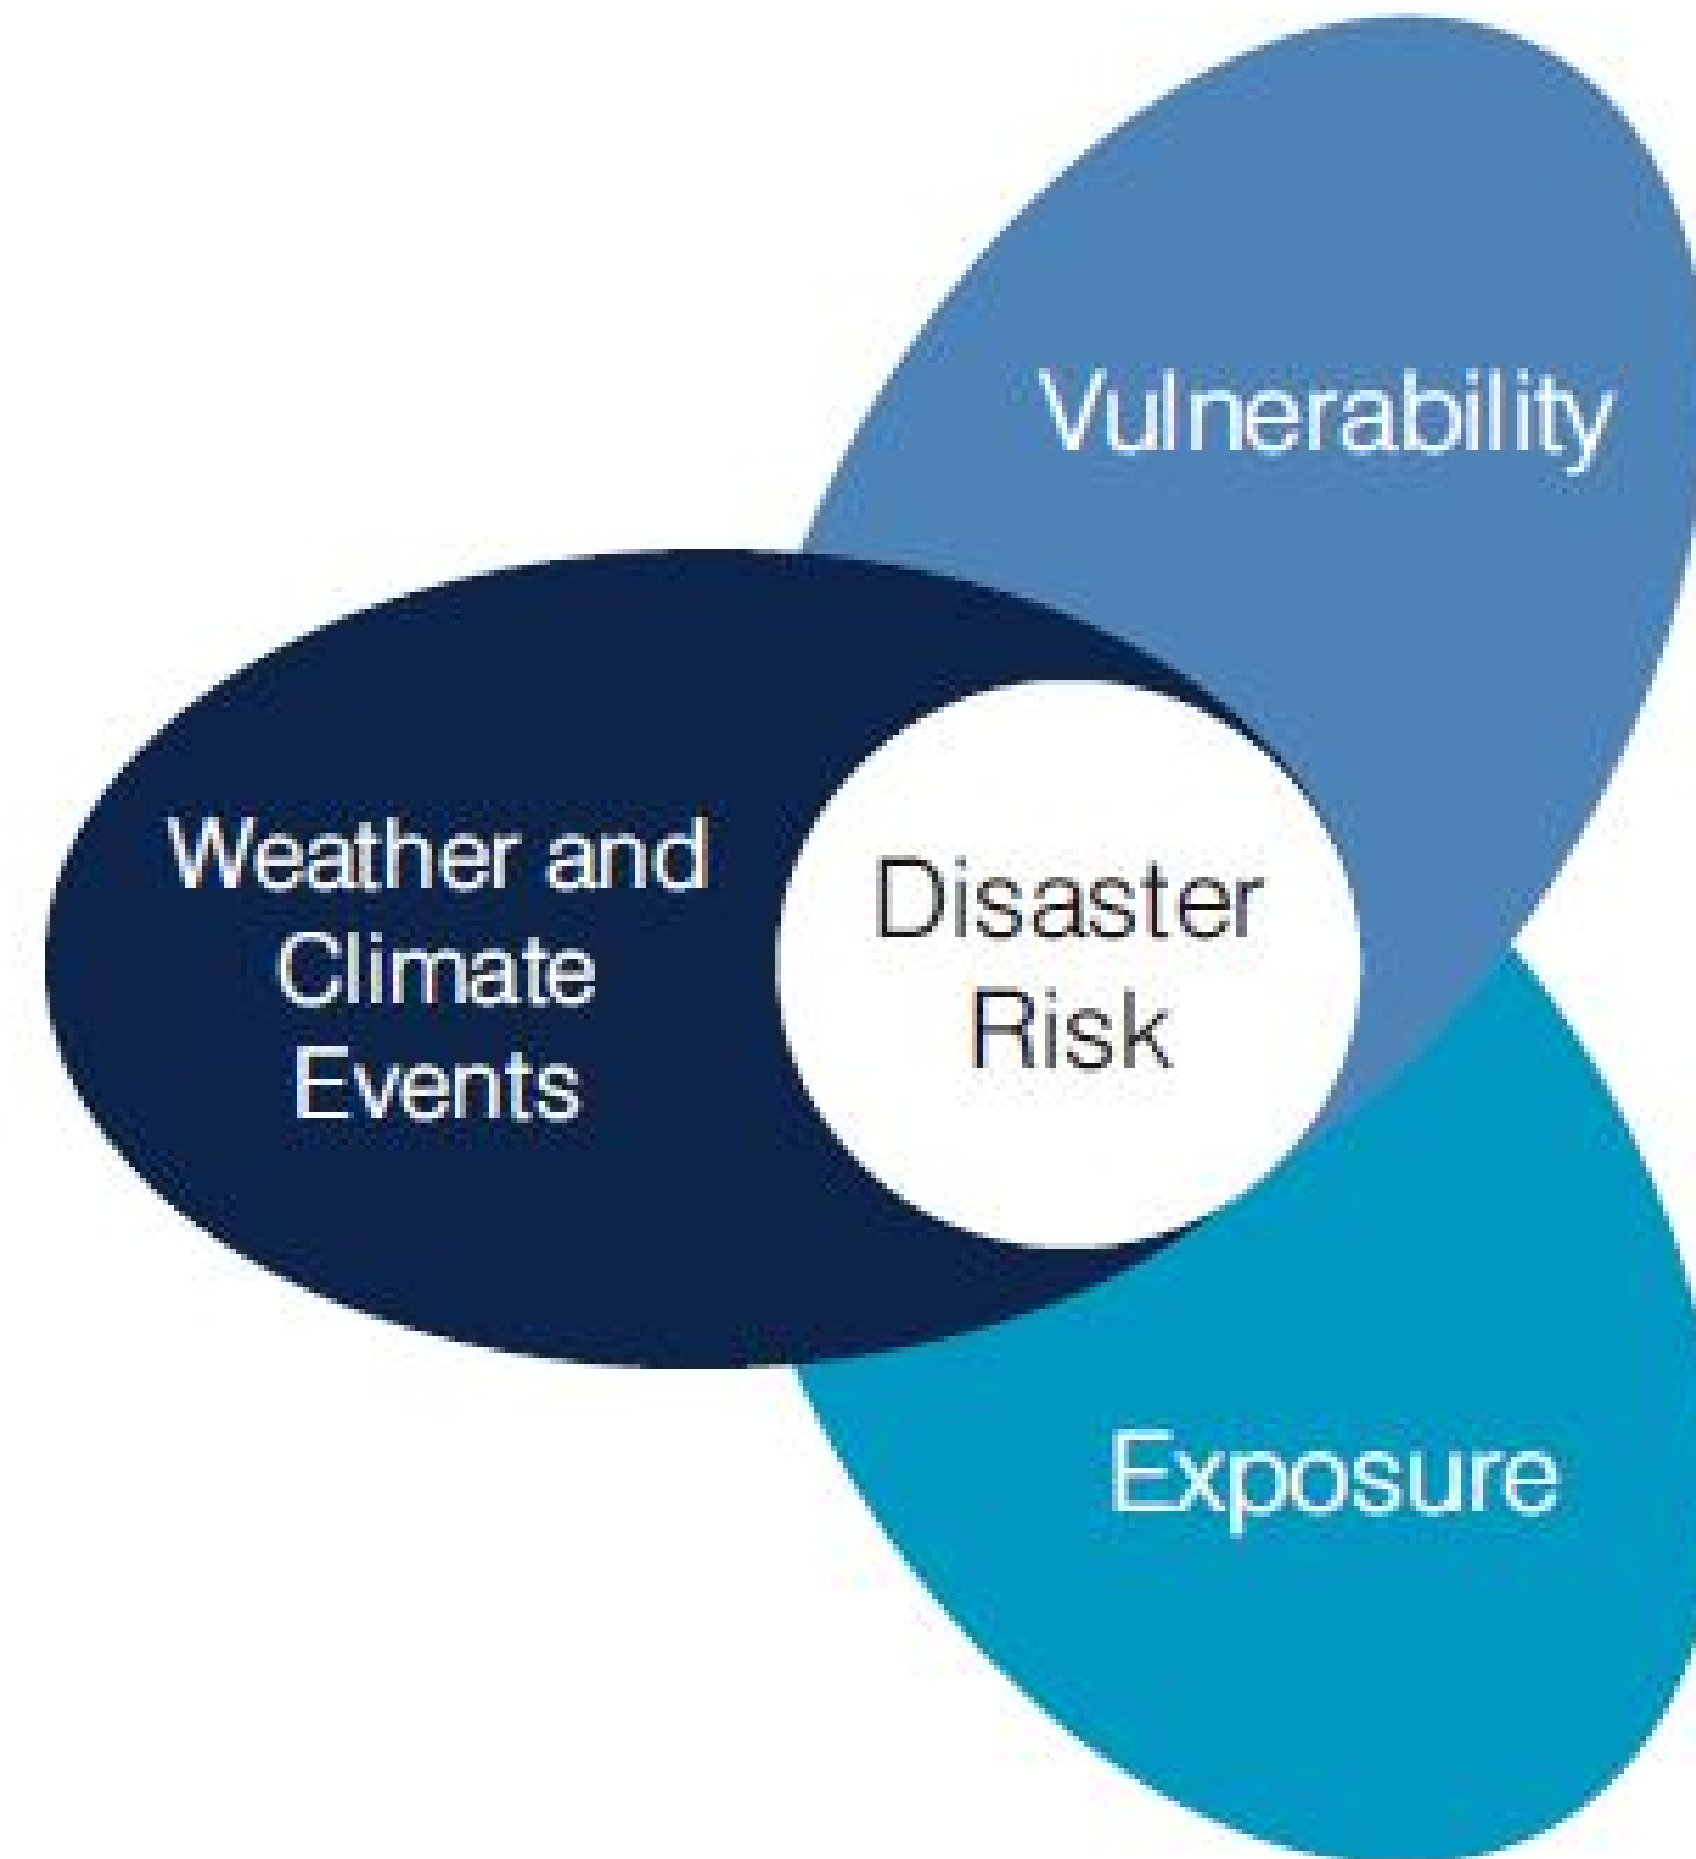 Vulnerability
Weather and
Climate
Events
Disaster
Risk
Exposure